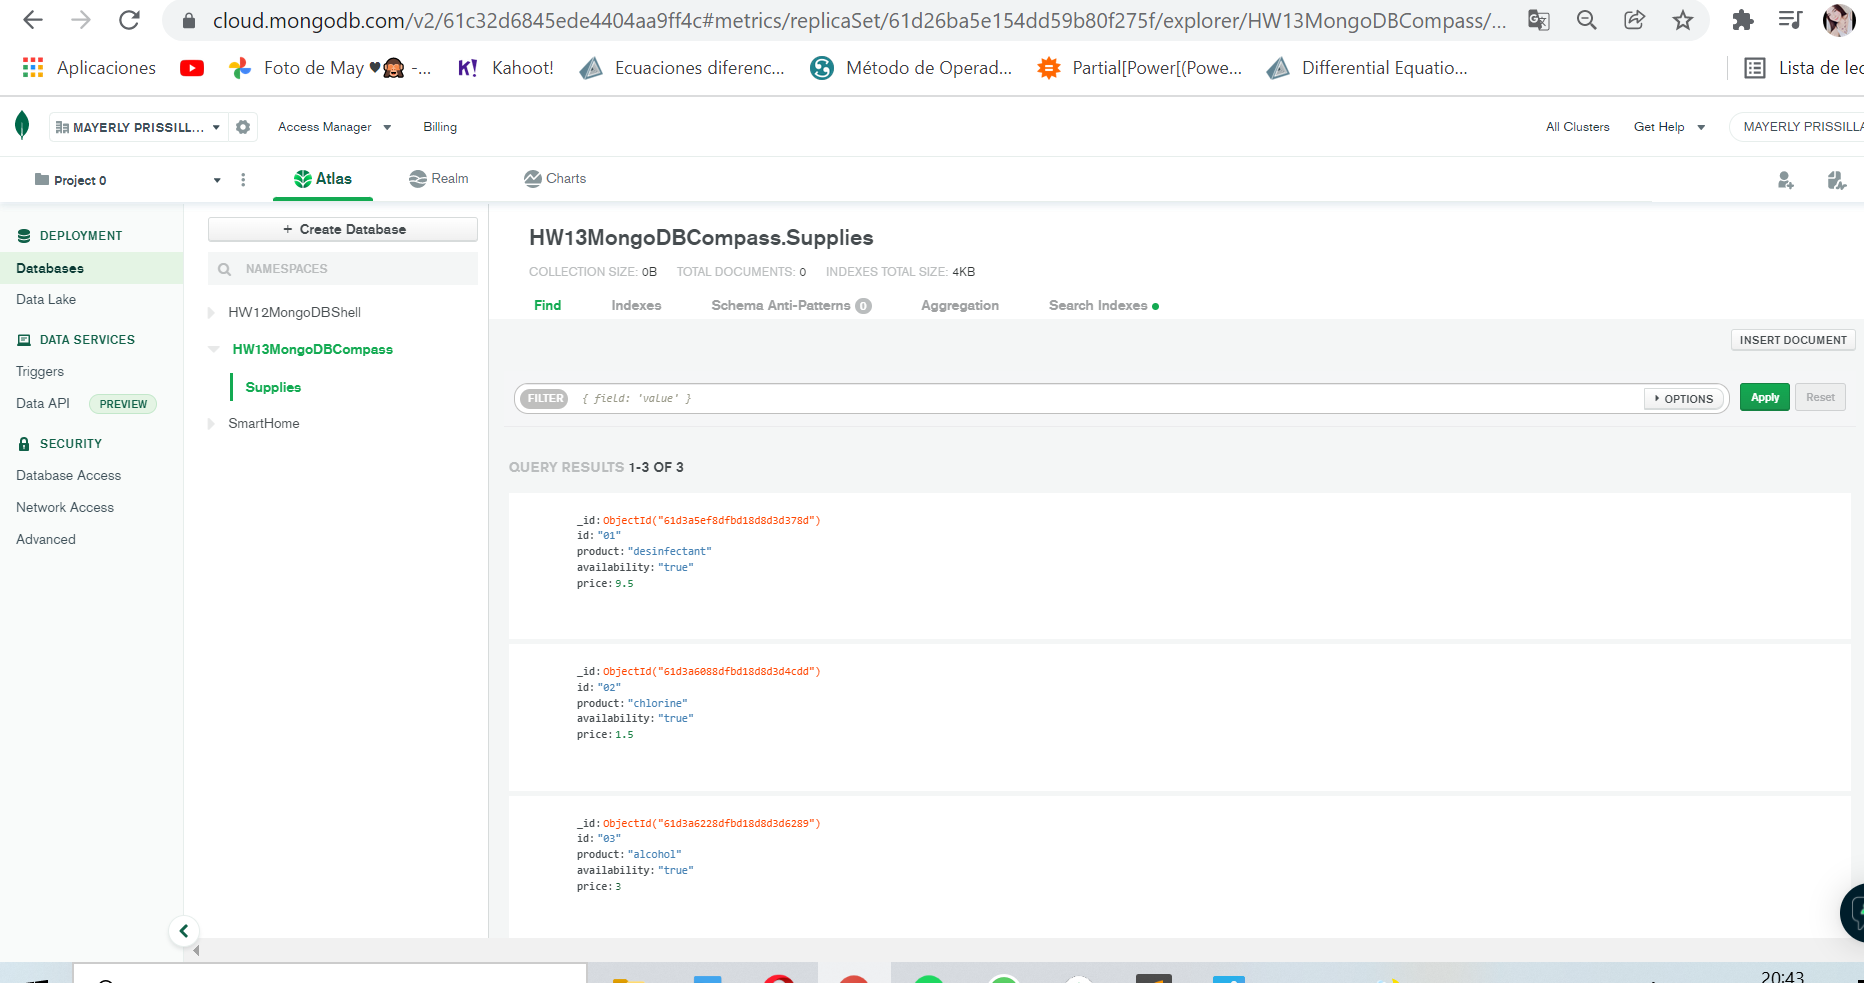 cloud.mongodb.com/v2/61c32d6845ede4404aa9ff4c#metrics/replicaSet/61d26ba5e154dd59b80f275f/explorer/HW13MongoDBCompass/...
Aplicaciones Foto de May ♥🙈 -... K! Kahoot! Ecuaciones diferenc... Método de Operad... Partial[Power[(Powe... Differential Equatio... Lista de lec
MAYERLY PRISSILL... Access Manager Billing All Clusters Get Help MAYERLY PRISSILLA
Project 0 Atlas Realm Charts
DEPLOYMENT
Databases
Data Lake
DATA SERVICES
Triggers
Data API PREVIEW
SECURITY
Database Access
Network Access
Advanced
+ Create Database
NAMESPACES
HW12MongoDBShell
HW13MongoDBCompass
Supplies
SmartHome
HW13MongoDBCompass.Supplies
COLLECTION SIZE: 0B TOTAL DOCUMENTS: 0 INDEXES TOTAL SIZE: 4KB
Find Indexes Schema Anti-Patterns 0 Aggregation Search Indexes
INSERT DOCUMENT
FILTER { field: 'value' } OPTIONS Apply Reset
QUERY RESULTS 1-3 OF 3
_id: ObjectId("61d3a5ef8dfbd18d8d3d378d")
id: "01"
product: "desinfectant"
availability: "true"
price: 9.5
_id: ObjectId("61d3a6088dfbd18d8d3d4cdd")
id: "02"
product: "chlorine"
availability: "true"
price: 1.5
_id: ObjectId("61d3a6228dfbd18d8d3d6289")
id: "03"
product: "alcohol"
availability: "true"
price: 3
20:43